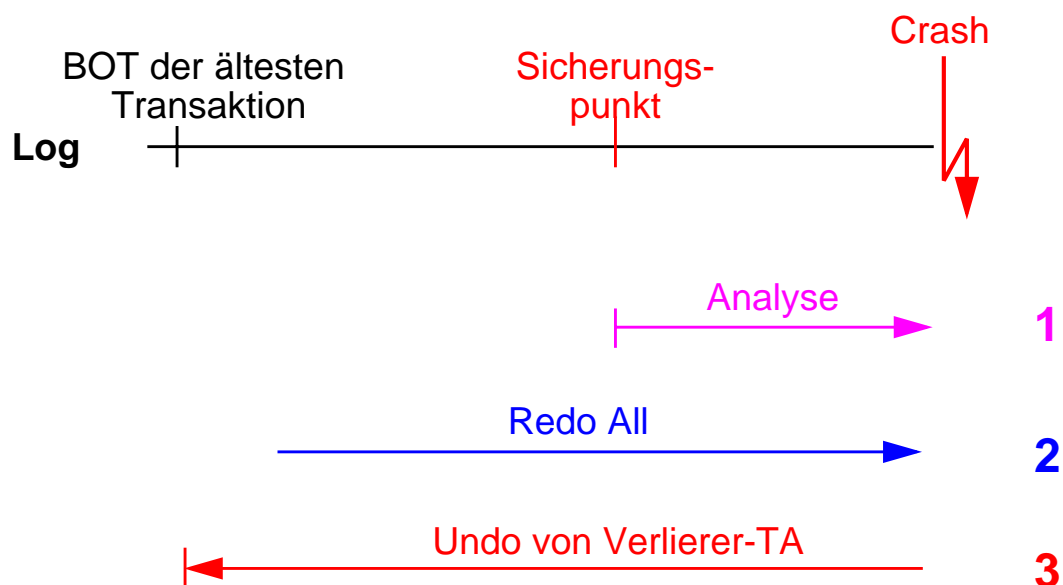 Crash
BOT der ältesten
Transaktion
Sicherungs-
punkt
Log
Analyse
1
Redo All
2
Undo von Verlierer-TA
3